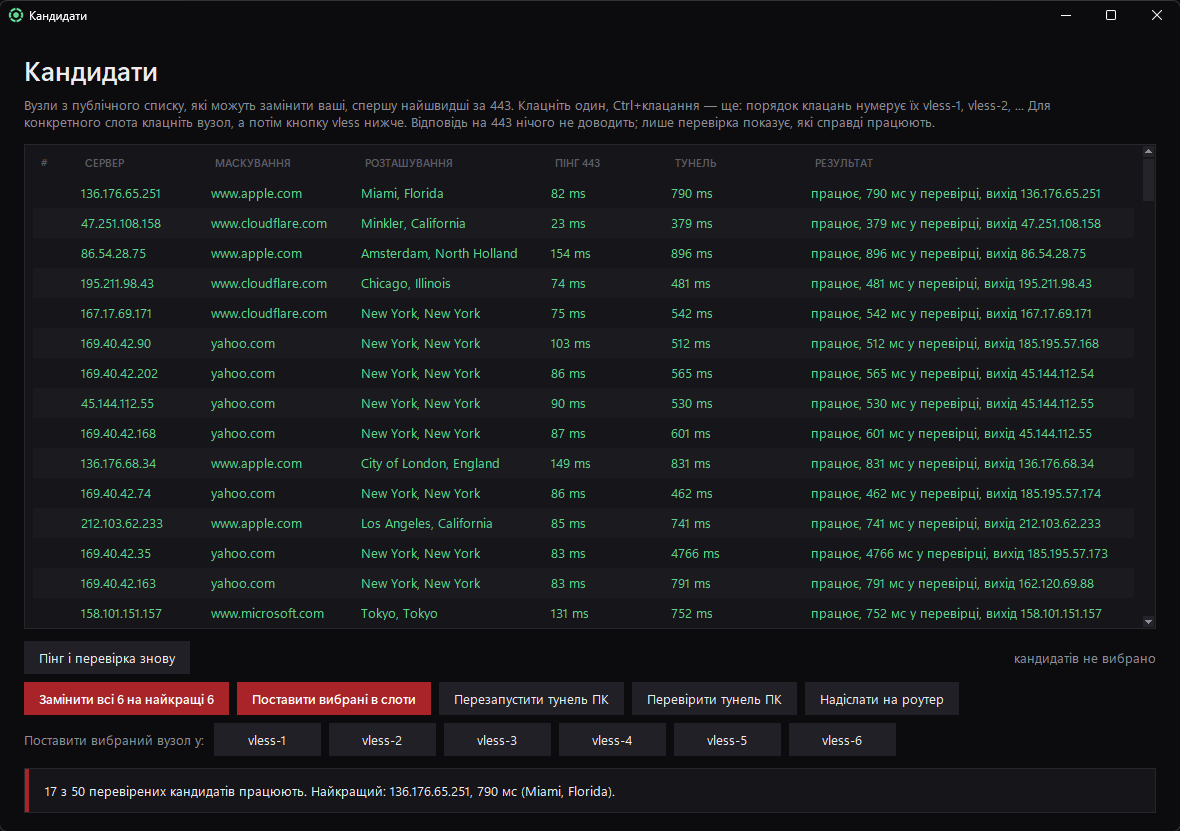 Кандидати
Кандидати
Вузли з публічного списку, які можуть замінити ваші, спершу найшвидші за 443. Клацніть один, Ctrl+клацання — ще: порядок клацань нумерує їх vless-1, vless-2, ... Для
конкретного слота клацніть вузол, а потім кнопку vless нижче. Відповідь на 443 нічого не доводить; лише перевірка показує, які справді працюють.
# СЕРВЕР МАСКУВАННЯ РОЗТАШУВАННЯ ПІНГ 443 ТУНЕЛЬ РЕЗУЛЬТАТ
136.176.65.251 www.apple.com Miami, Florida 82 ms 790 ms працює, 790 мс у перевірці, вихід 136.176.65.251
47.251.108.158 www.cloudflare.com Minkler, California 23 ms 379 ms працює, 379 мс у перевірці, вихід 47.251.108.158
86.54.28.75 www.apple.com Amsterdam, North Holland 154 ms 896 ms працює, 896 мс у перевірці, вихід 86.54.28.75
195.211.98.43 www.cloudflare.com Chicago, Illinois 74 ms 481 ms працює, 481 мс у перевірці, вихід 195.211.98.43
167.17.69.171 www.cloudflare.com New York, New York 75 ms 542 ms працює, 542 мс у перевірці, вихід 167.17.69.171
169.40.42.90 yahoo.com New York, New York 103 ms 512 ms працює, 512 мс у перевірці, вихід 185.195.57.168
169.40.42.202 yahoo.com New York, New York 86 ms 565 ms працює, 565 мс у перевірці, вихід 45.144.112.54
45.144.112.55 yahoo.com New York, New York 90 ms 530 ms працює, 530 мс у перевірці, вихід 45.144.112.55
169.40.42.168 yahoo.com New York, New York 87 ms 601 ms працює, 601 мс у перевірці, вихід 45.144.112.55
136.176.68.34 www.apple.com City of London, England 149 ms 831 ms працює, 831 мс у перевірці, вихід 136.176.68.34
169.40.42.74 yahoo.com New York, New York 86 ms 462 ms працює, 462 мс у перевірці, вихід 185.195.57.174
212.103.62.233 www.apple.com Los Angeles, California 85 ms 741 ms працює, 741 мс у перевірці, вихід 212.103.62.233
169.40.42.35 yahoo.com New York, New York 83 ms 4766 ms працює, 4766 мс у перевірці, вихід 185.195.57.173
169.40.42.163 yahoo.com New York, New York 83 ms 791 ms працює, 791 мс у перевірці, вихід 162.120.69.88
158.101.151.157 www.microsoft.com Tokyo, Tokyo 131 ms 752 ms працює, 752 мс у перевірці, вихід 158.101.151.157
Пінг і перевірка знову кандидатів не вибрано
Замінити всі 6 на найкращі 6 Поставити вибрані в слоти Перезапустити тунель ПК Перевірити тунель ПК Надіслати на роутер
Поставити вибраний вузол у: vless-1 vless-2 vless-3 vless-4 vless-5 vless-6
17 з 50 перевірених кандидатів працюють. Найкращий: 136.176.65.251, 790 мс (Miami, Florida).